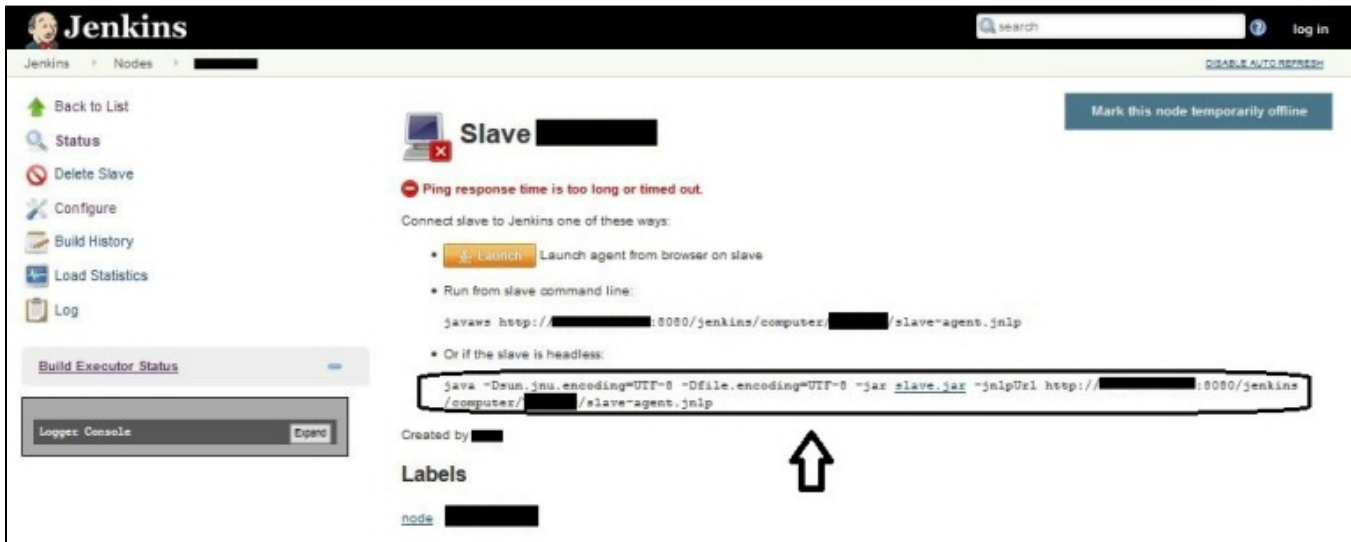 Jenkins
search
log in
Jenkins Nodes
DISABLE AUTO REFRESH
Back to List
Status
Delete Slave
Configure
Build History
Load Statistics
Log
Build Executor Status
Logger Console Expand
Mark this node temporarily offline
Slave
Ping response time is too long or timed out.
Connect slave to Jenkins one of these ways:
• Launch Launch agent from browser on slave
• Run from slave command line:
javaws http:// :8080/jenkins/computer/ /slave-agent.jnlp
• Or if the slave is headless:
java -Dsun.jnu.encoding=UTF-8 -Dfile.encoding=UTF-8 -jar slave.jar -jnlpUrl http:// :8080/jenkins
/computer/ /slave-agent.jnlp
Created by
Labels
node